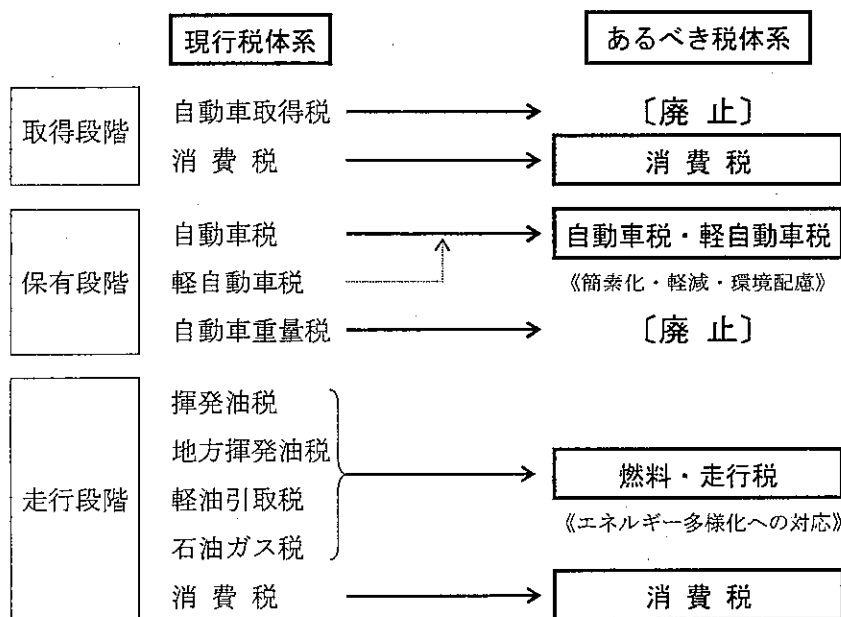 現行税体系 あるべき税体系
取得段階
自動車取得税 〔廃 止〕
消 費 税 消 費 税
保有段階
自動車税 自動車税・軽自動車税
軽自動車税 《簡素化・軽減・環境配慮》
自動車重量税 〔廃 止〕
走行段階
揮発油税
地方揮発油税
軽油引取税
石油ガス税
燃料・走行税
《エネルギー多様化への対応》
消 費 税 消 費 税